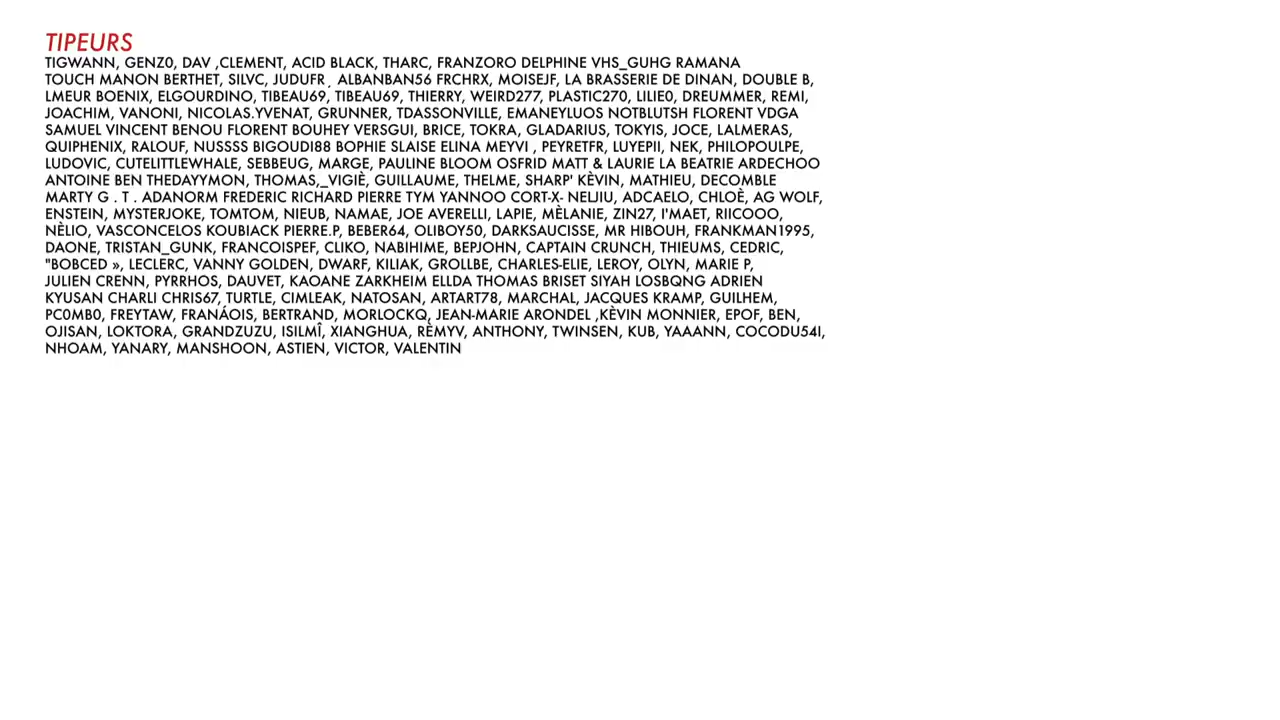 TIPEURS
TIGWANN, GENZ0, DAV ,CLEMENT, ACID BLACK, THARC, FRANZORO DELPHINE VHS_GUHG RAMANA
TOUCH MANON BERTHET, SILVC, JUDUFR¸ ALBANBAN56 FRCHRX, MOISEJF, LA BRASSERIE DE DINAN, DOUBLE B,
LMEUR BOENIX, ELGOURDINO, TIBEAU69, TIBEAU69, THIERRY, WEIRD277, PLASTIC270, LILIE0, DREUMMER, REMI,
JOACHIM, VANONI, NICOLAS.YVENAT, GRUNNER, TDASSONVILLE, EMANEYLUOS NOTBLUTSH FLORENT VDGA
SAMUEL VINCENT BENOU FLORENT BOUHEY VERSGUI, BRICE, TOKRA, GLADARIUS, TOKYIS, JOCE, LALMERAS,
QUIPHENIX, RALOUF, NUSSSS BIGOUDI88 BOPHIE SLAISE ELINA MEYVI , PEYRETFR, LUYEPII, NEK, PHILOPOULPE,
LUDOVIC, CUTELITTLEWHALE, SEBBEUG, MARGE, PAULINE BLOOM OSFRID MATT & LAURIE LA BEATRIE ARDECHOO
ANTOINE BEN THEDAYYMON, THOMAS,_VIGIÈ, GUILLAUME, THELME, SHARP' KÈVIN, MATHIEU, DECOMBLE
MARTY G . T . ADANORM FREDERIC RICHARD PIERRE TYM YANNOO CORT-X- NELJIU, ADCAELO, CHLOÈ, AG WOLF,
ENSTEIN, MYSTERJOKE, TOMTOM, NIEUB, NAMAE, JOE AVERELLI, LAPIE, MÈLANIE, ZIN27, I'MAET, RIICOOO,
NÈLIO, VASCONCELOS KOUBIACK PIERRE.P, BEBER64, OLIBOY50, DARKSAUCISSE, MR HIBOUH, FRANKMAN1995,
DAONE, TRISTAN_GUNK, FRANCOISPEF, CLIKO, NABIHIME, BEPJOHN, CAPTAIN CRUNCH, THIEUMS, CEDRIC,
"BOBCED », LECLERC, VANNY GOLDEN, DWARF, KILIAK, GROLLBE, CHARLES-ELIE, LEROY, OLYN, MARIE P,
JULIEN CRENN, PYRRHOS, DAUVET, KAOANE ZARKHEIM ELLDA THOMAS BRISET SIYAH LOSBQNG ADRIEN
KYUSAN CHARLI CHRIS67, TURTLE, CIMLEAK, NATOSAN, ARTART78, MARCHAL, JACQUES KRAMP, GUILHEM,
PC0MB0, FREYTAW, FRANÁOIS, BERTRAND, MORLOCKQ, JEAN-MARIE ARONDEL ,KÈVIN MONNIER, EPOF, BEN,
OJISAN, LOKTORA, GRANDZUZU, ISILMÎ, XIANGHUA, RÈMYV, ANTHONY, TWINSEN, KUB, YAAANN, COCODU54I,
NHOAM, YANARY, MANSHOON, ASTIEN, VICTOR, VALENTIN